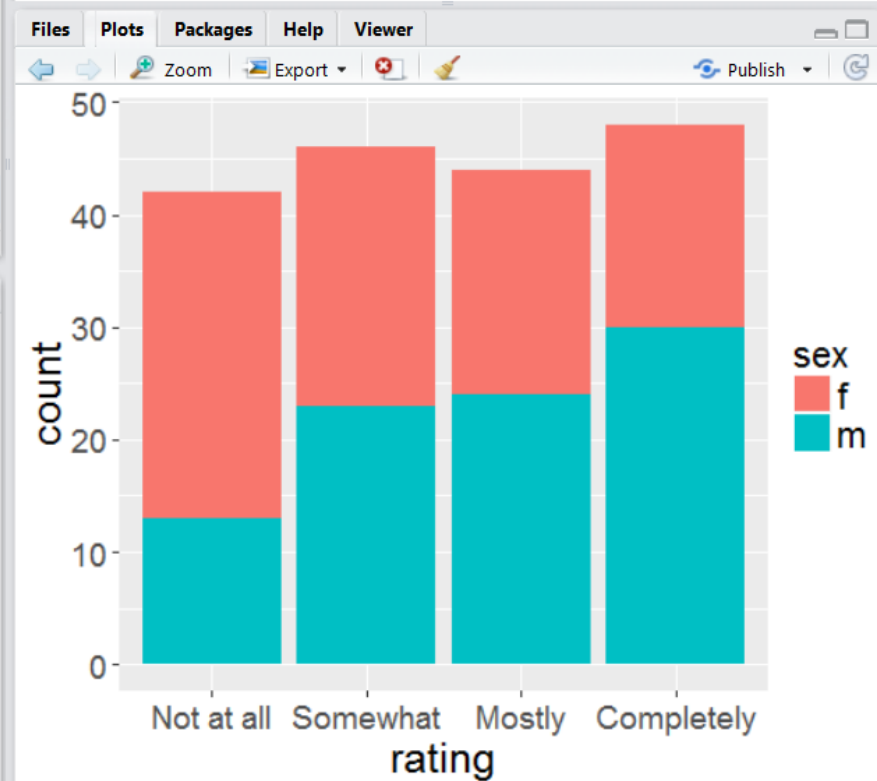 Files Plots Packages Help Viewer
Zoom Export Publish
50
40
30
20
10
0
count
Not at all Somewhat Mostly Completely
rating
sex
f
m